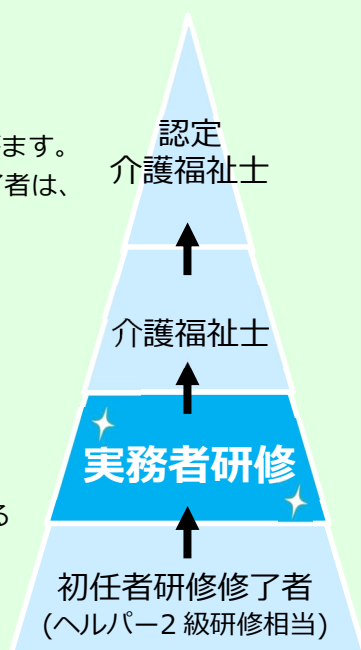 認定
ます。
介護福祉士
者は、
介護福祉士
実務者研修
る
初任者研修修了者
(ヘルパー2 級研修相当)